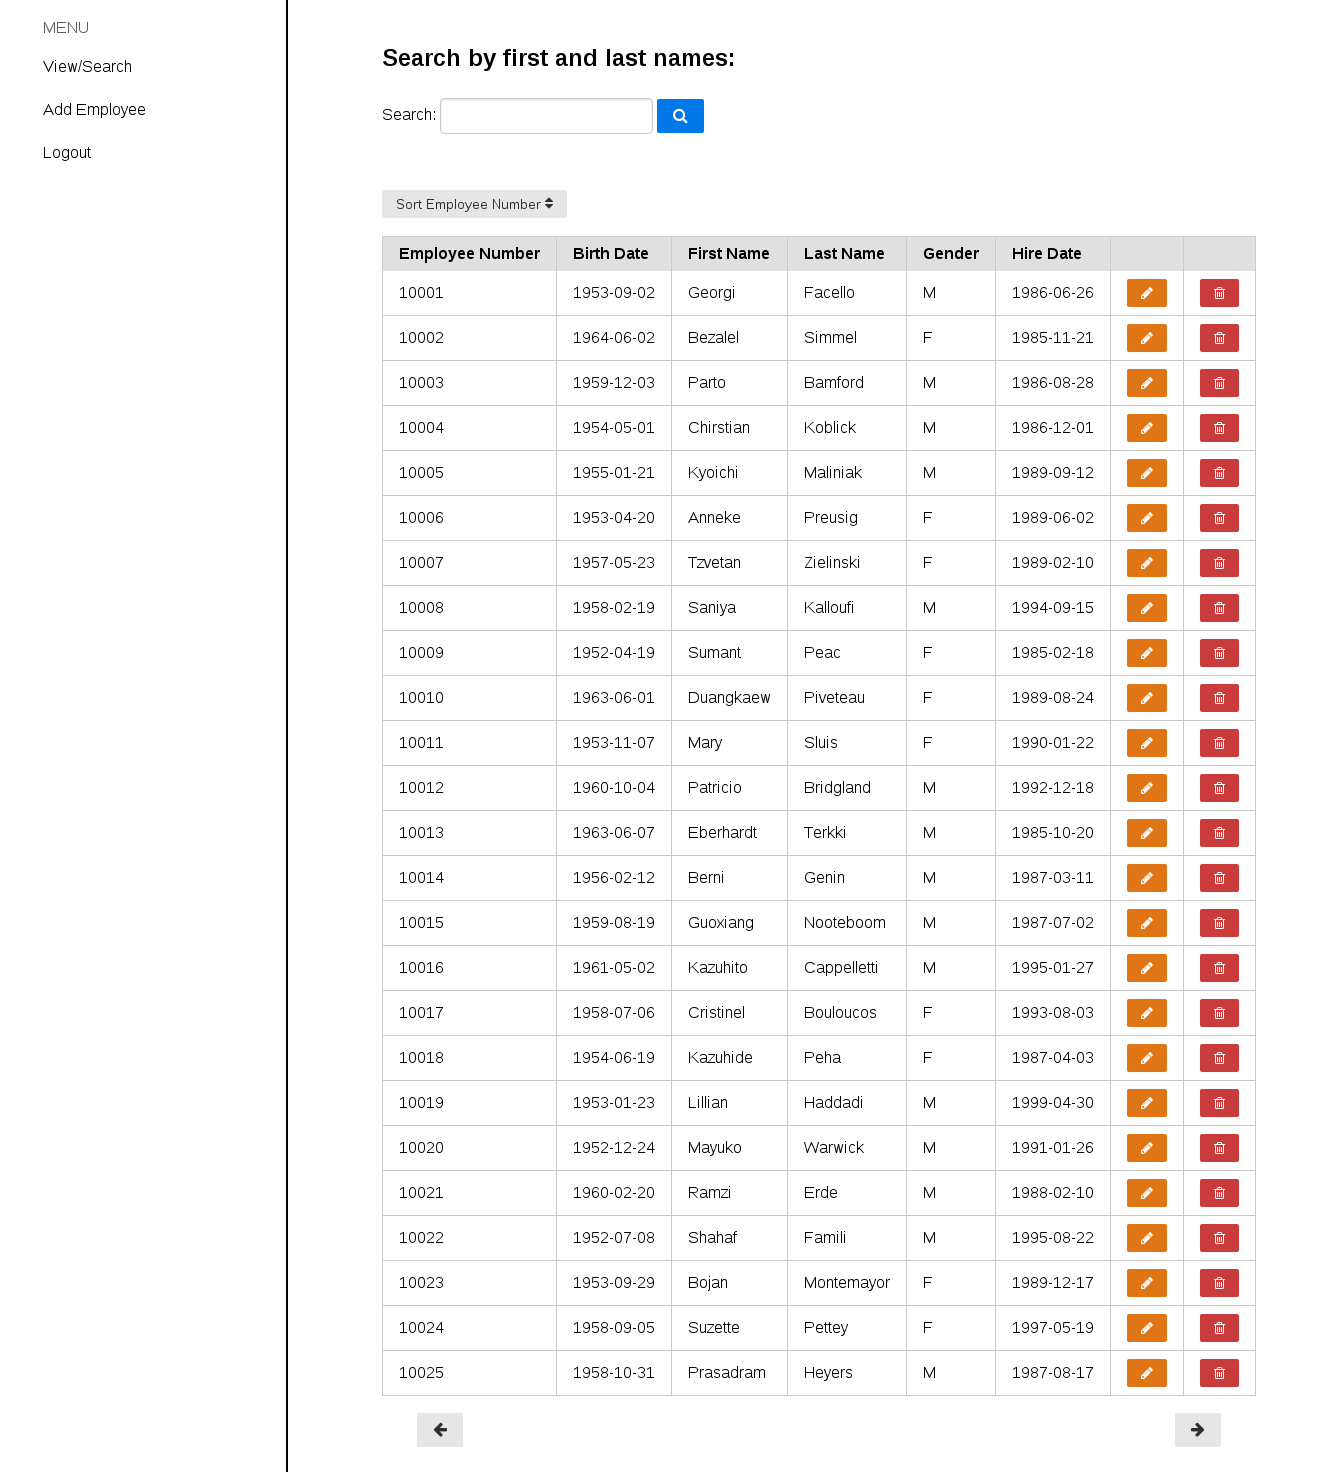 MENU
View/Search
Add Employee
Logout
Search by first and last names:
Search:
Sort Employee Number
Employee Number Birth Date First Name Last Name Gender Hire Date
10001 1953-09-02 Georgi Facello M 1986-06-26
10002 1964-06-02 Bezalel Simmel F 1985-11-21
10003 1959-12-03 Parto Bamford M 1986-08-28
10004 1954-05-01 Chirstian Koblick M 1986-12-01
10005 1955-01-21 Kyoichi Maliniak M 1989-09-12
10006 1953-04-20 Anneke Preusig F 1989-06-02
10007 1957-05-23 Tzvetan Zielinski F 1989-02-10
10008 1958-02-19 Saniya Kalloufi M 1994-09-15
10009 1952-04-19 Sumant Peac F 1985-02-18
10010 1963-06-01 Duangkaew Piveteau F 1989-08-24
10011 1953-11-07 Mary Sluis F 1990-01-22
10012 1960-10-04 Patricio Bridgland M 1992-12-18
10013 1963-06-07 Eberhardt Terkki M 1985-10-20
10014 1956-02-12 Berni Genin M 1987-03-11
10015 1959-08-19 Guoxiang Nooteboom M 1987-07-02
10016 1961-05-02 Kazuhito Cappelletti M 1995-01-27
10017 1958-07-06 Cristinel Bouloucos F 1993-08-03
10018 1954-06-19 Kazuhide Peha F 1987-04-03
10019 1953-01-23 Lillian Haddadi M 1999-04-30
10020 1952-12-24 Mayuko Warwick M 1991-01-26
10021 1960-02-20 Ramzi Erde M 1988-02-10
10022 1952-07-08 Shahaf Famili M 1995-08-22
10023 1953-09-29 Bojan Montemayor F 1989-12-17
10024 1958-09-05 Suzette Pettey F 1997-05-19
10025 1958-10-31 Prasadram Heyers M 1987-08-17